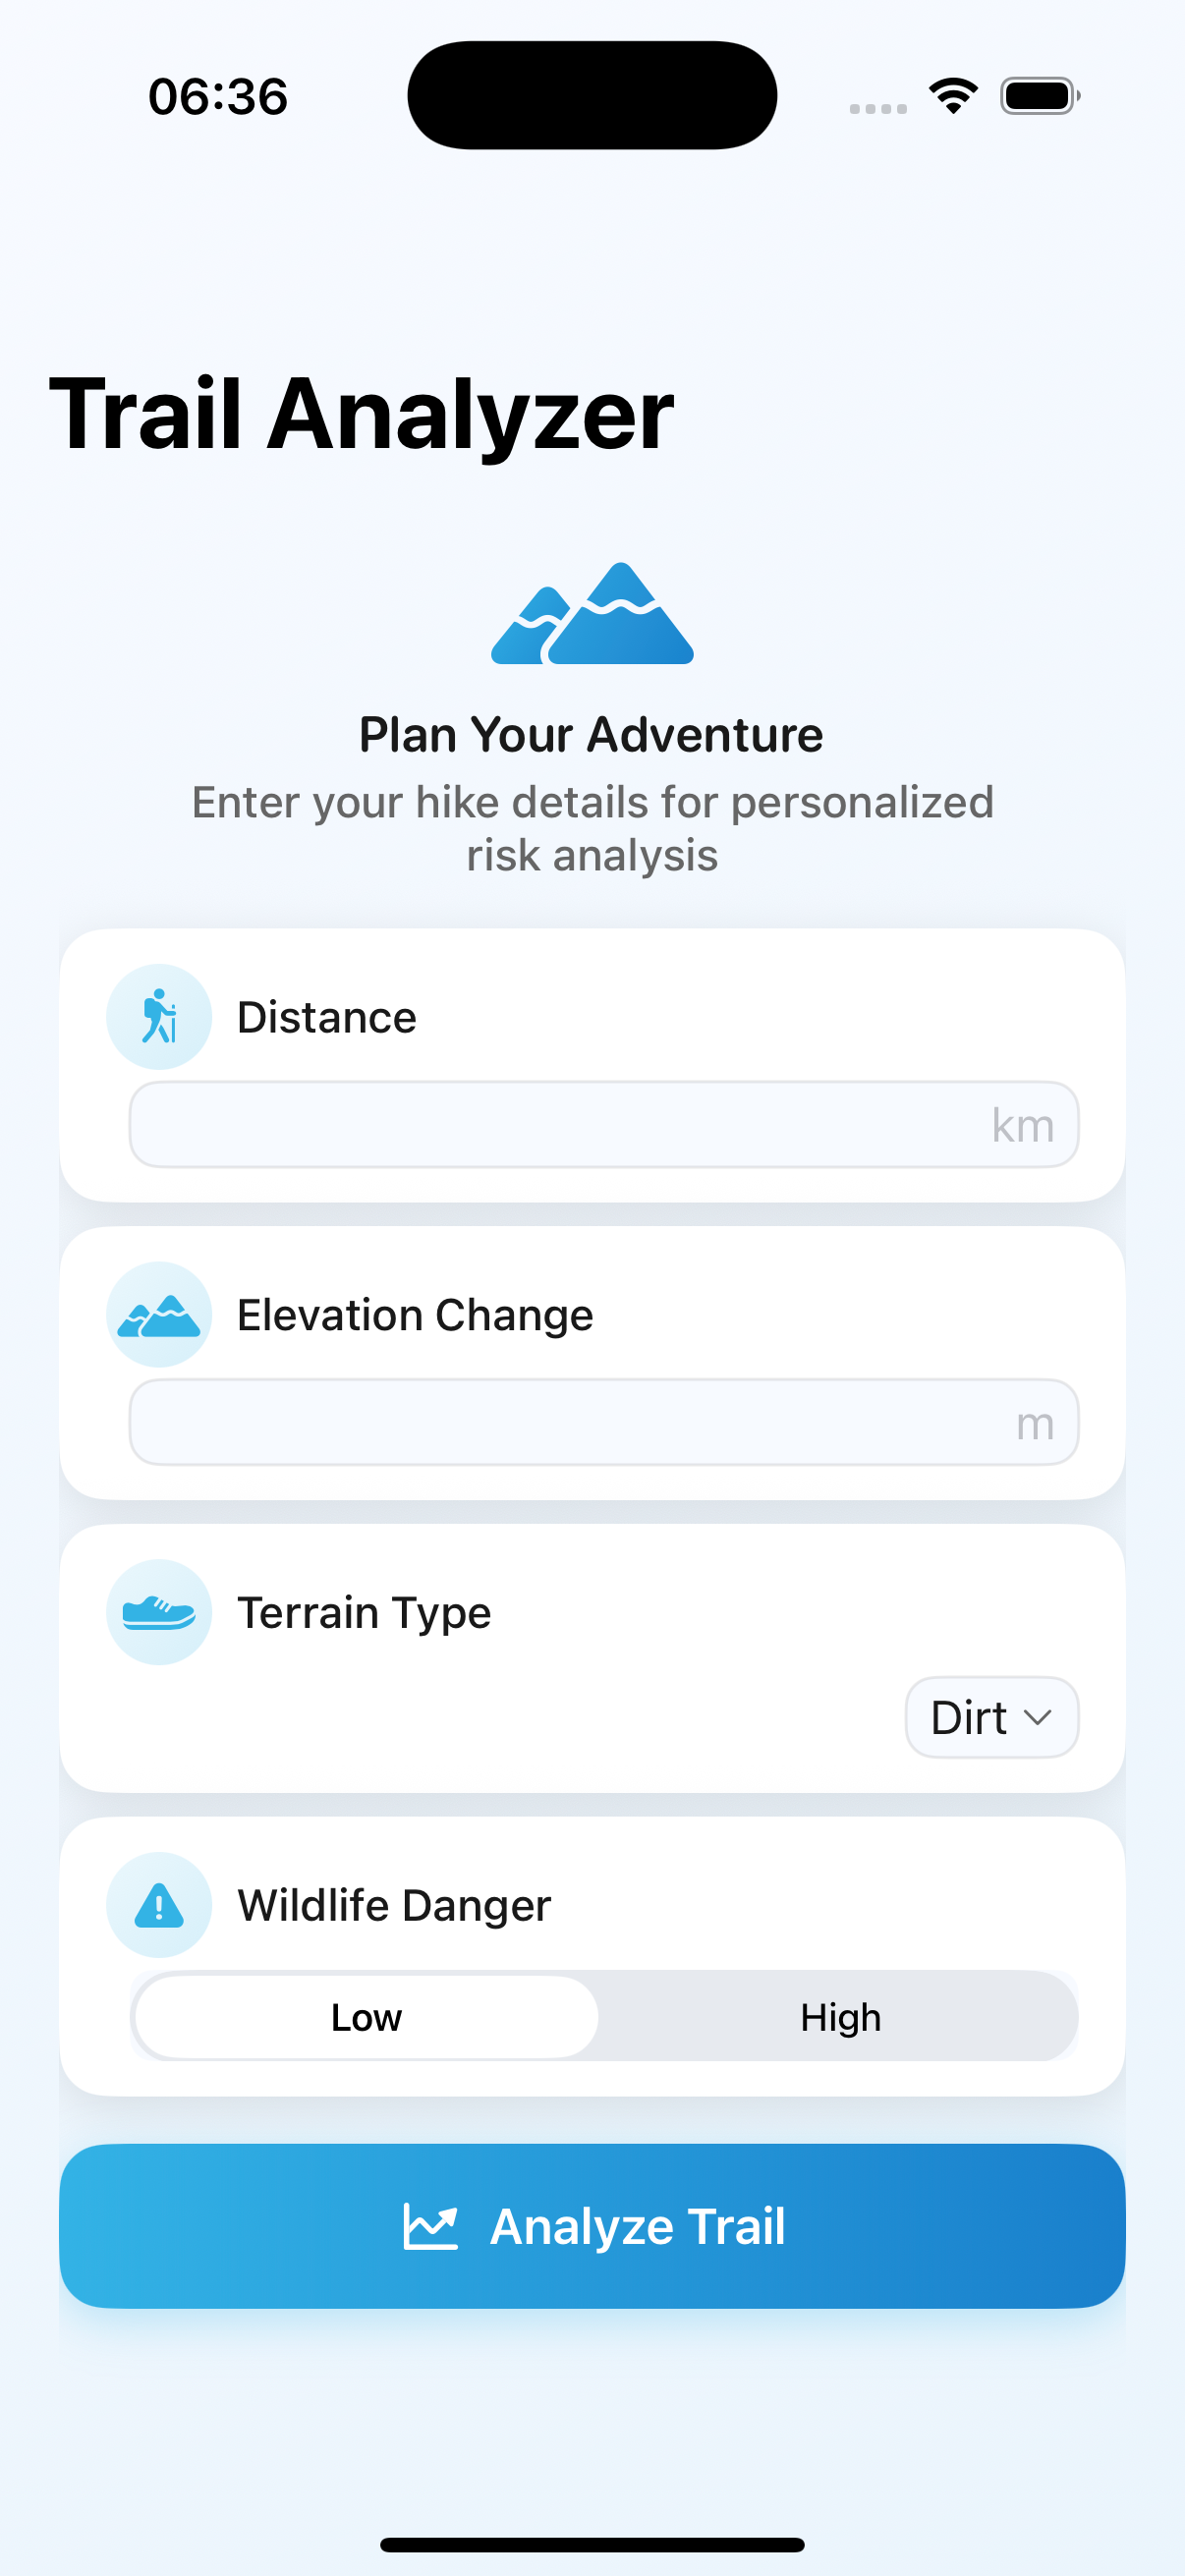 06:36
Trail Analyzer
Plan Your Adventure
Enter your hike details for personalized
risk analysis
Distance
km
Elevation Change
m
Terrain Type
Dirt
Wildlife Danger
Low High
Analyze Trail